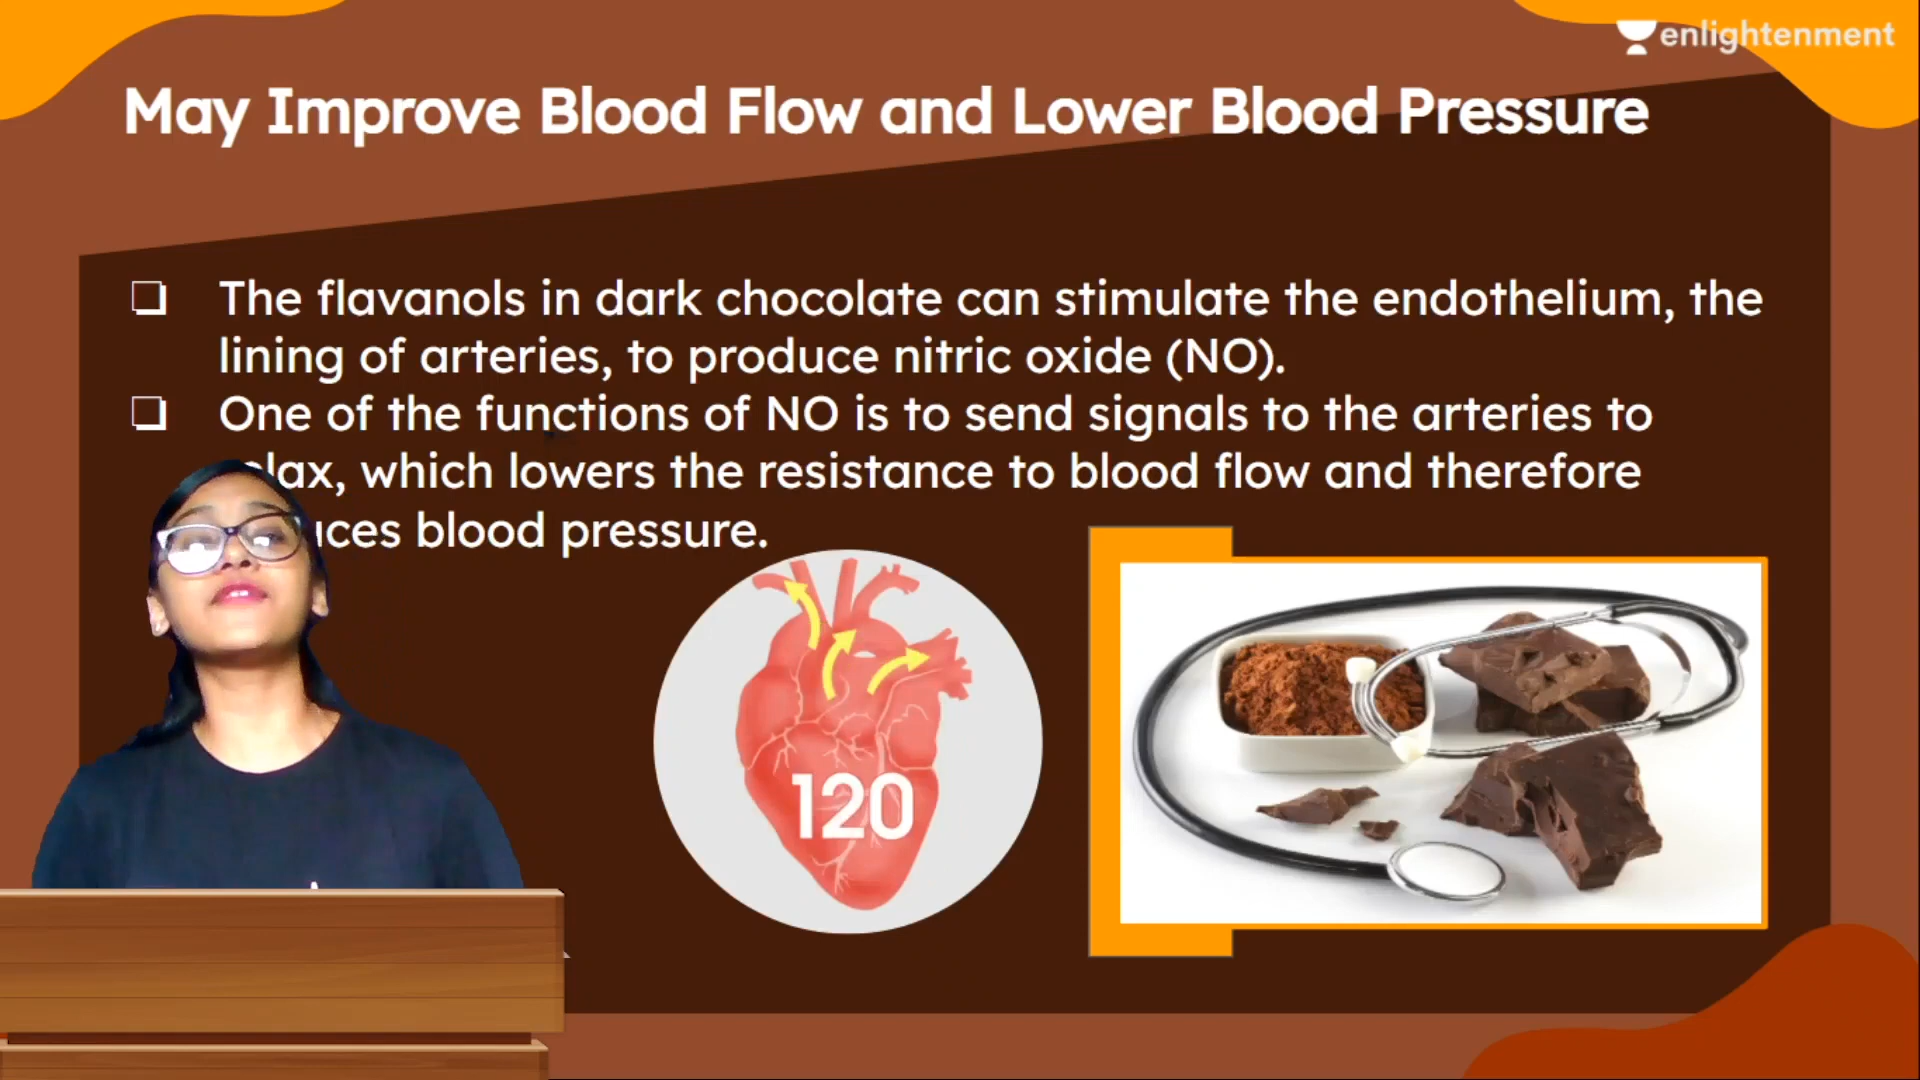 enlightenment
May Improve Blood Flow and Lower Blood Pressure
❏ The flavanols in dark chocolate can stimulate the endothelium, the
lining of arteries, to produce nitric oxide (NO).
❏ One of the functions of NO is to send signals to the arteries to
which lowers the resistance to blood flow and therefore
blood pressure.
120